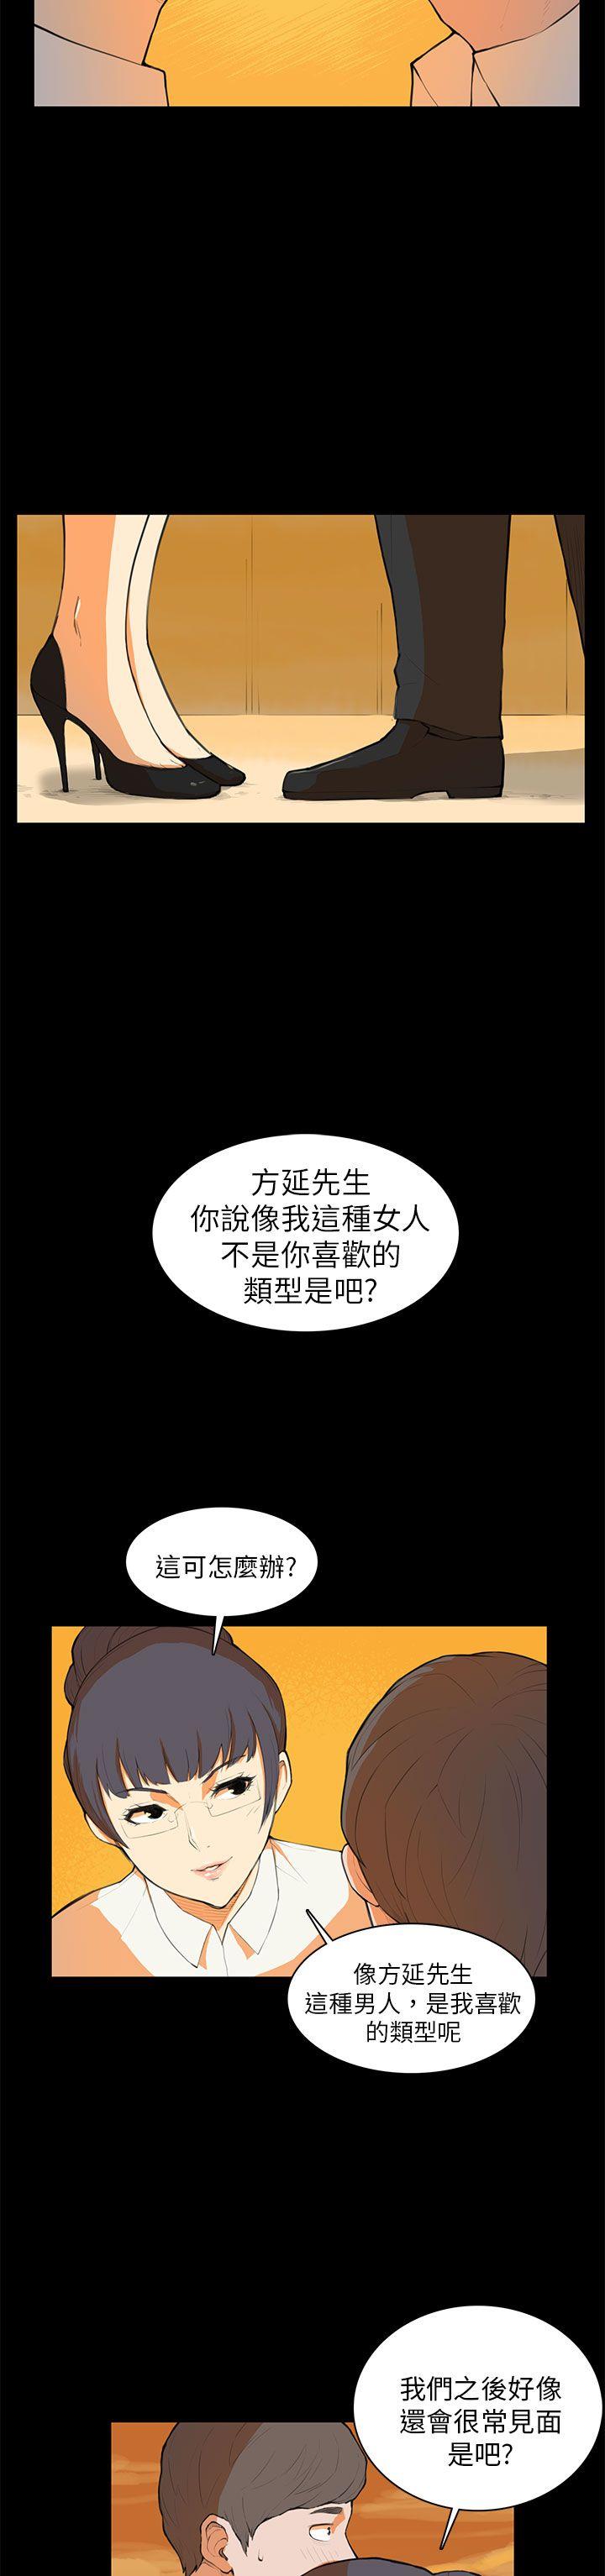 方延先生
你說像我這種女人
不是你喜歡的
類型是吧?
這可怎麼辦?
像方延先生
這種男人，是我喜歡
的類型呢
我們之後好像
還會很常見面
是吧?